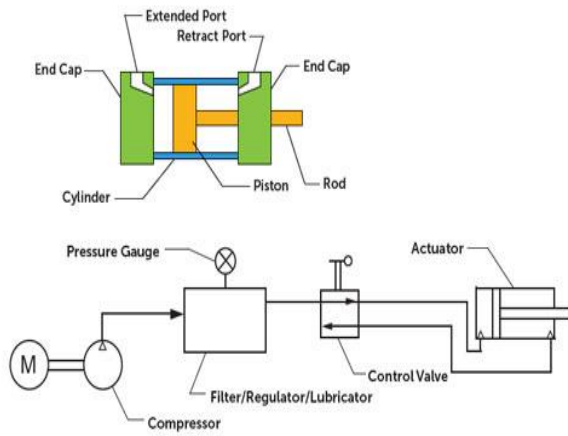 Extended Port
Retract Port
End Cap
End Cap
Cylinder
Piston
Rod
Pressure Gauge
Actuator
M
Control Valve
Filter/Regulator/Lubricator
Compressor